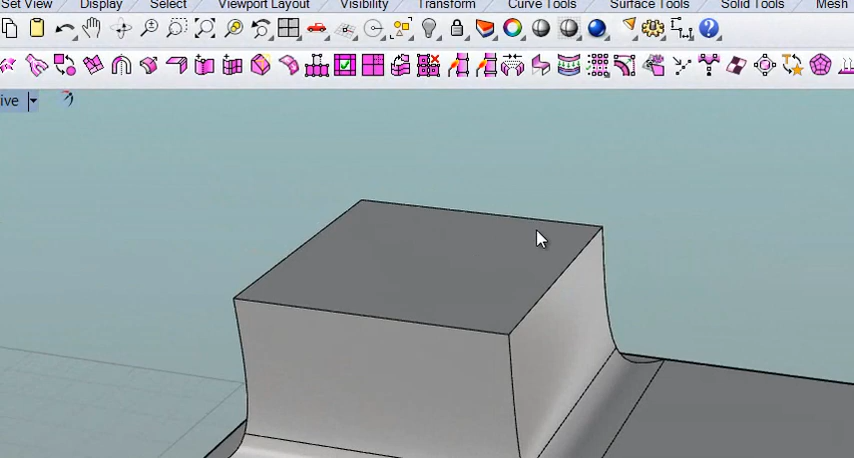 Set View Display Select Viewport Layout Visibility Transform Curve Tools Surface Tools Solid Tools Mesh
ive